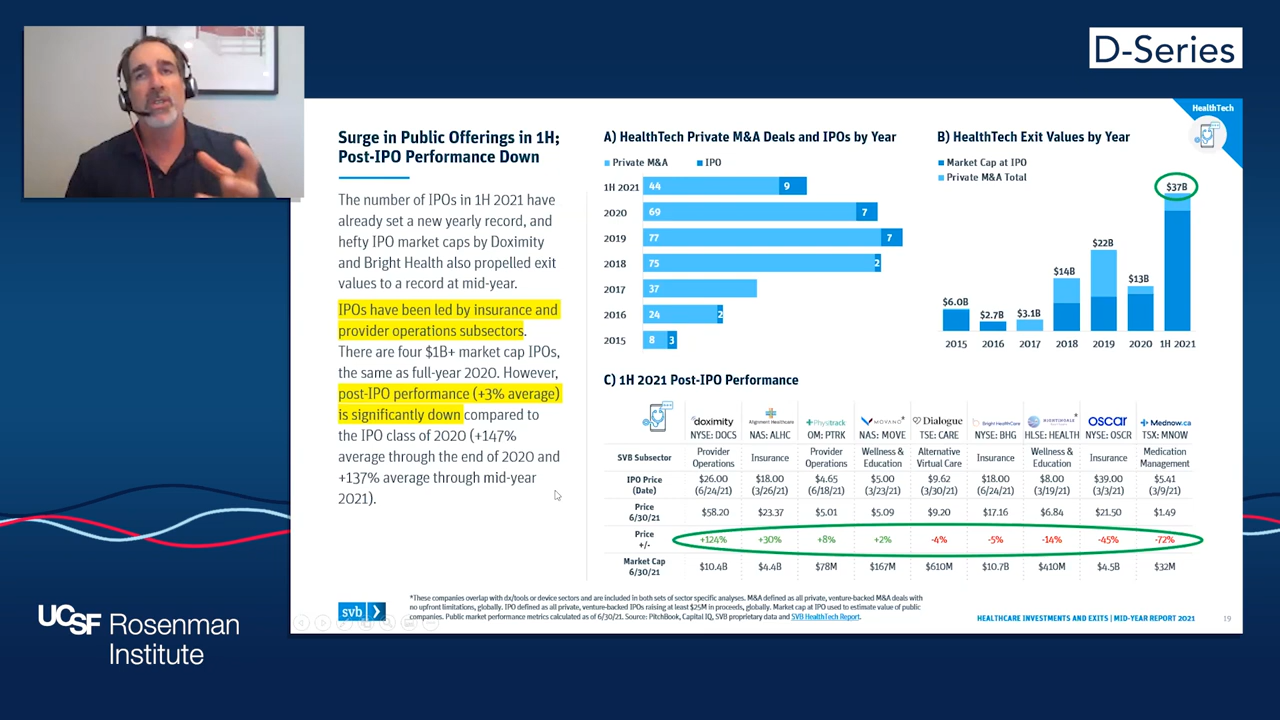 D-Series
HealthTech
Surge in Public Offerings in 1H;
Post-IPO Performance Down
The number of IPOs in 1H 2021 have
already set a new yearly record, and
hefty IPO market caps by Doximity
and Bright Health also propelled exit
values to a record at mid-year.
IPOs have been led by insurance and
provider operations subsectors.
There are four $1B+ market cap IPOs,
the same as full-year 2020. However,
post-IPO performance (+3% average)
is significantly down compared to
the IPO class of 2020 (+147%
average through the end of 2020 and
+137% average through mid-year
2021).
A) HealthTech Private M&A Deals and IPOs by Year
Private M&A IPO
1H 2021 44 9
2020 69 7
2019 77 7
2018 75 2
2017 37
2016 24 2
2015 8 3
B) HealthTech Exit Values by Year
Market Cap at IPO
Private M&A Total
$6.0B $2.7B $3.1B $14B $22B $13B $37B
2015 2016 2017 2018 2019 2020 1H 2021
C) 1H 2021 Post-IPO Performance
doximity Alignment Healthcare Physitrack MOVANO* Dialogue Bright HealthCare NIGHTINGALE* oscar Mednow.ca
NYSE: DOCS NAS: ALHC OM: PTRK NAS: MOVE TSE: CARE NYSE: BHG HLSE: HEALTH NYSE: OSCR TSX: MNOW
SVB Subsector Provider Operations Insurance Provider Operations Wellness & Education Alternative Virtual Care Insurance Wellness & Education Insurance Medication Management
IPO Price (Date) $26.00 (6/24/21) $18.00 (3/26/21) $4.65 (6/18/21) $5.00 (3/23/21) $9.62 (3/30/21) $18.00 (6/24/21) $8.00 (3/19/21) $39.00 (3/3/21) $5.41 (3/9/21)
Price 6/30/21 $58.20 $23.37 $5.01 $5.09 $9.20 $17.16 $6.84 $21.50 $1.49
Price +/- +124% +30% +8% +2% -4% -5% -14% -45% -72%
Market Cap 6/30/21 $10.4B $4.4B $78M $167M $610M $10.7B $410M $4.5B $32M
*These companies overlap with dx/tools or device sectors and are included in both sets of sector specific analyses. M&A defined as all private, venture-backed M&A deals with
no upfront limitations, globally. IPO defined as all private, venture-backed IPOs raising at least $25M in proceeds, globally. Market cap at IPO used to estimate value of public
companies. Public market performance metrics calculated as of 6/30/21. Source: PitchBook, Capital IQ, SVB proprietary data and SVB HealthTech Report.
svb
HEALTHCARE INVESTMENTS AND EXITS | MID-YEAR REPORT 2021 19
UCSF Rosenman
Institute